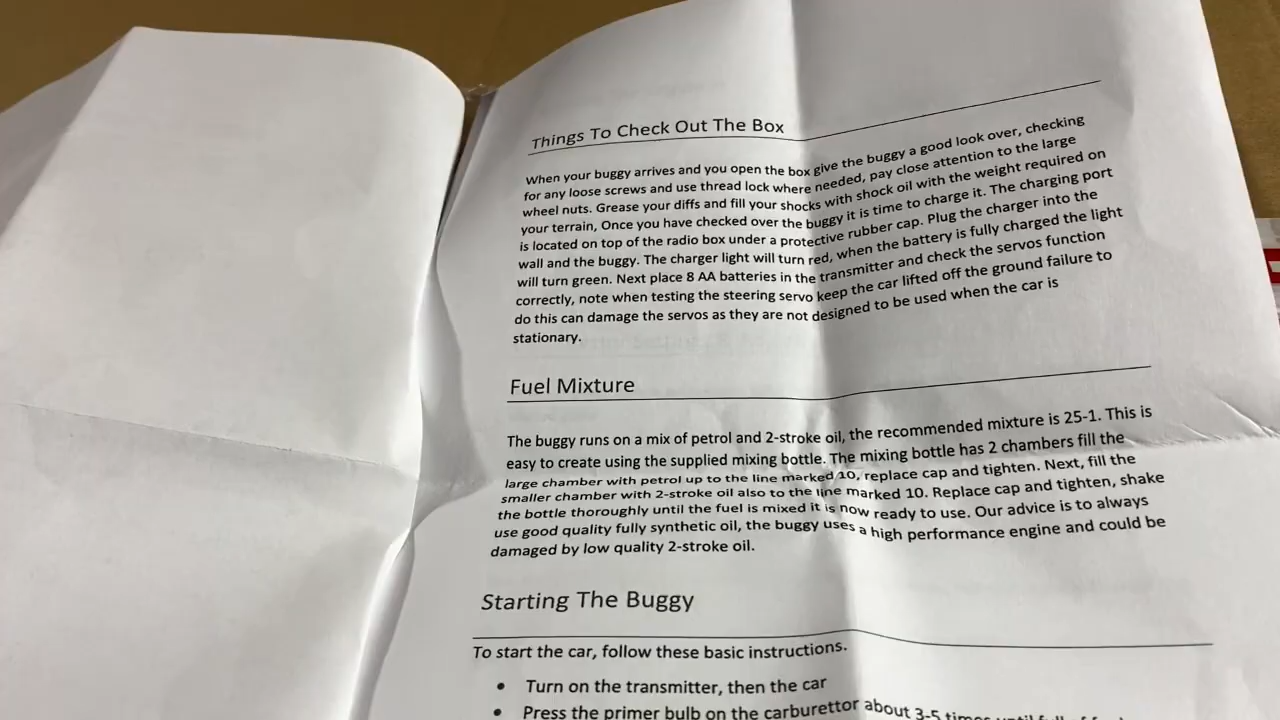 Things To Check Out The Box
When your buggy arrives and you open the box give the buggy a good look over, checking
for any loose screws and use thread lock where needed, pay close attention to the large
wheel nuts. Grease your diffs and fill your shocks with shock oil with the weight required on
your terrain, Once you have checked over the buggy it is time to charge it. The charging port
is located on top of the radio box under a protective rubber cap. Plug the charger into the
wall and the buggy. The charger light will turn red, when the battery is fully charged the light
will turn green. Next place 8 AA batteries in the transmitter and check the servos function
correctly, note when testing the steering servo keep the car lifted off the ground failure to
do this can damage the servos as they are not designed to be used when the car is
stationary.
Fuel Mixture
The buggy runs on a mix of petrol and 2-stroke oil, the recommended mixture is 25-1. This is
easy to create using the supplied mixing bottle. The mixing bottle has 2 chambers fill the
large chamber with petrol up to the line marked 10, replace cap and tighten. Next, fill the
smaller chamber with 2-stroke oil also to the line marked 10. Replace cap and tighten, shake
the bottle thoroughly until the fuel is mixed it is now ready to use. Our advice is to always
use good quality fully synthetic oil, the buggy uses a high performance engine and could be
damaged by low quality 2-stroke oil.
Starting The Buggy
To start the car, follow these basic instructions.
• Turn on the transmitter, then the car
• Press the primer bulb on the carburettor about 3-5 times until full of